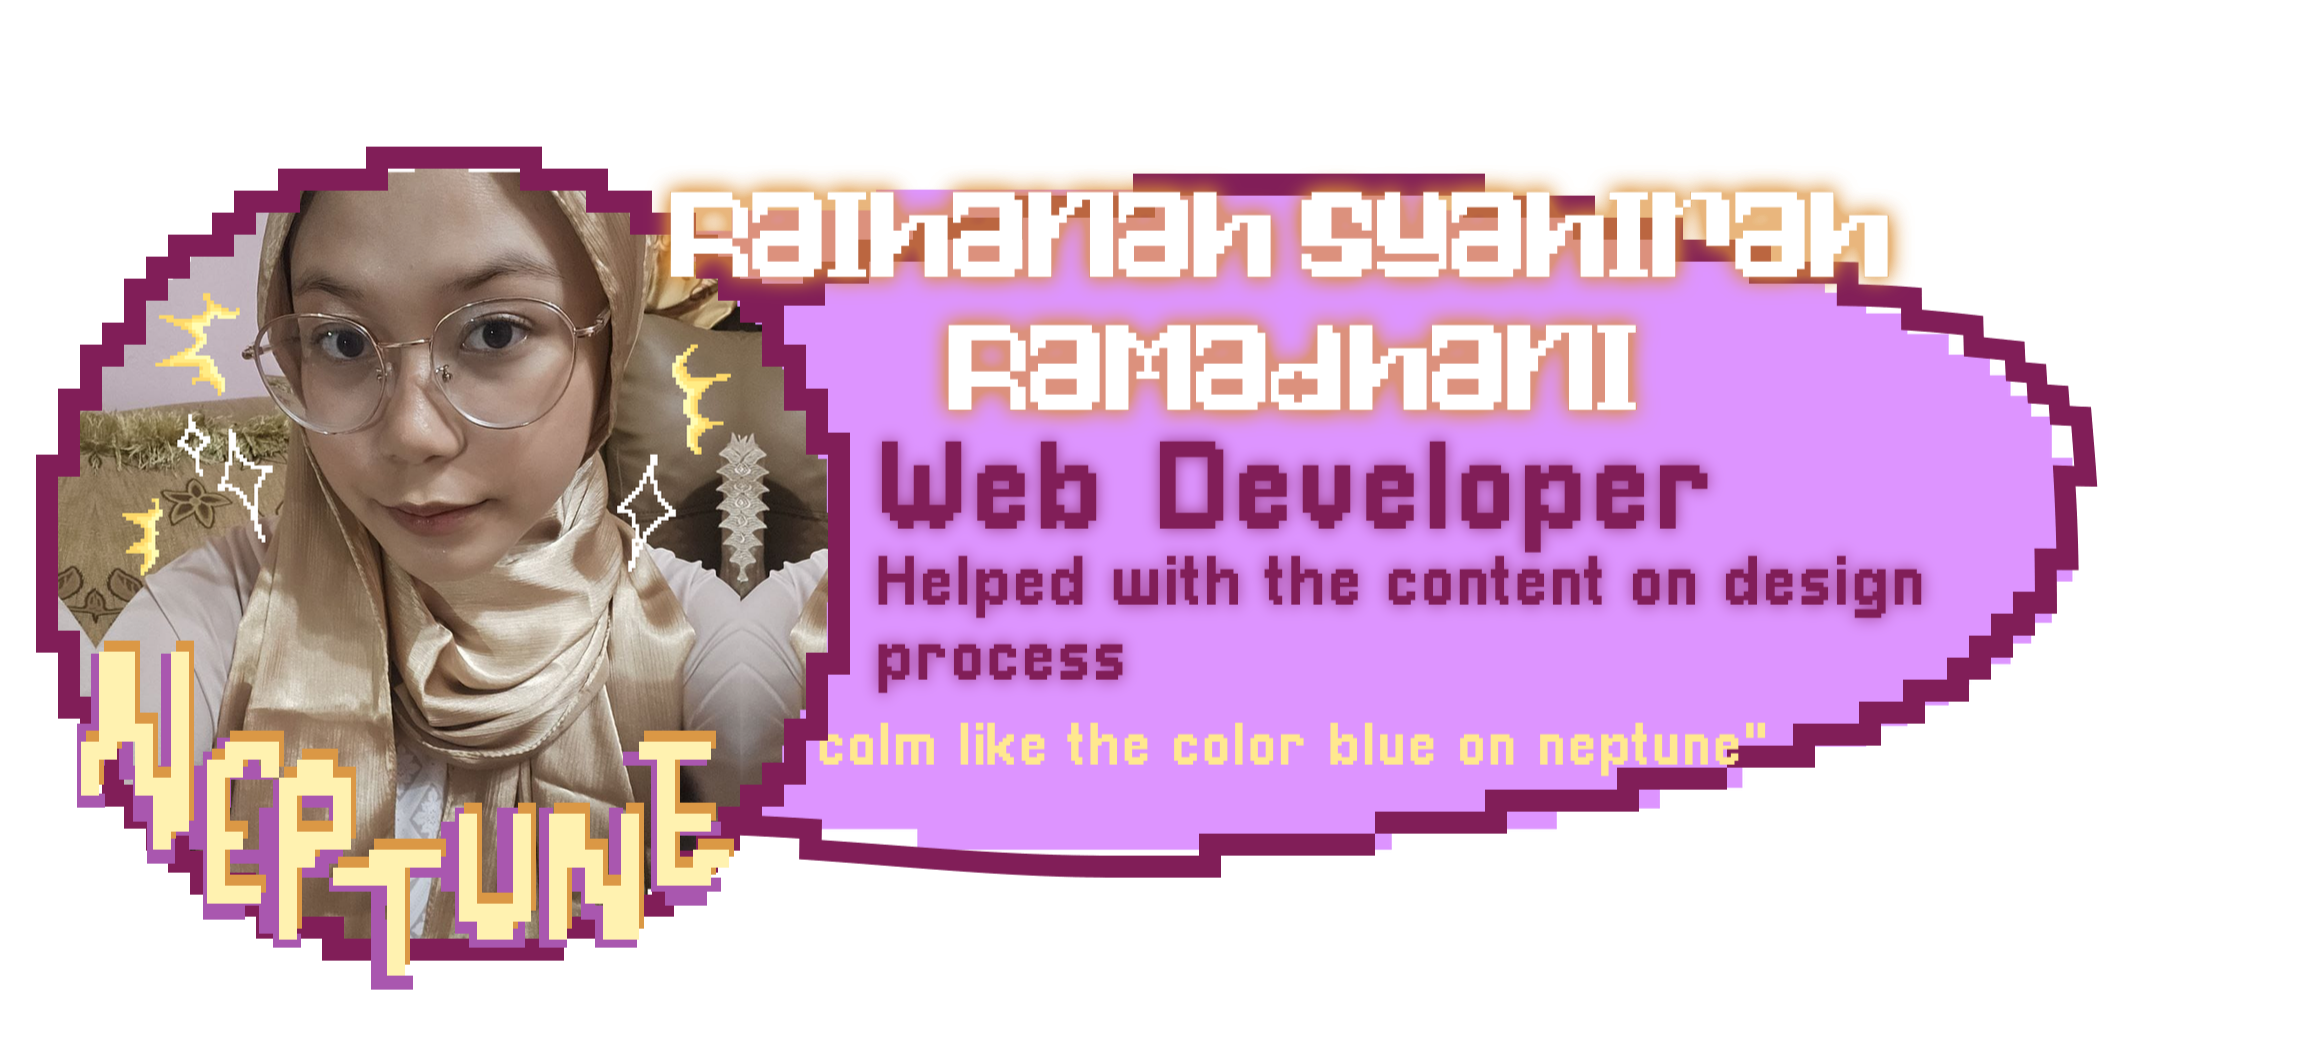 Raihanah Syahirah
Ramadhani
Web Developer
Helped with the content on design
process
calm like the color blue on neptune"
NEPTUNE